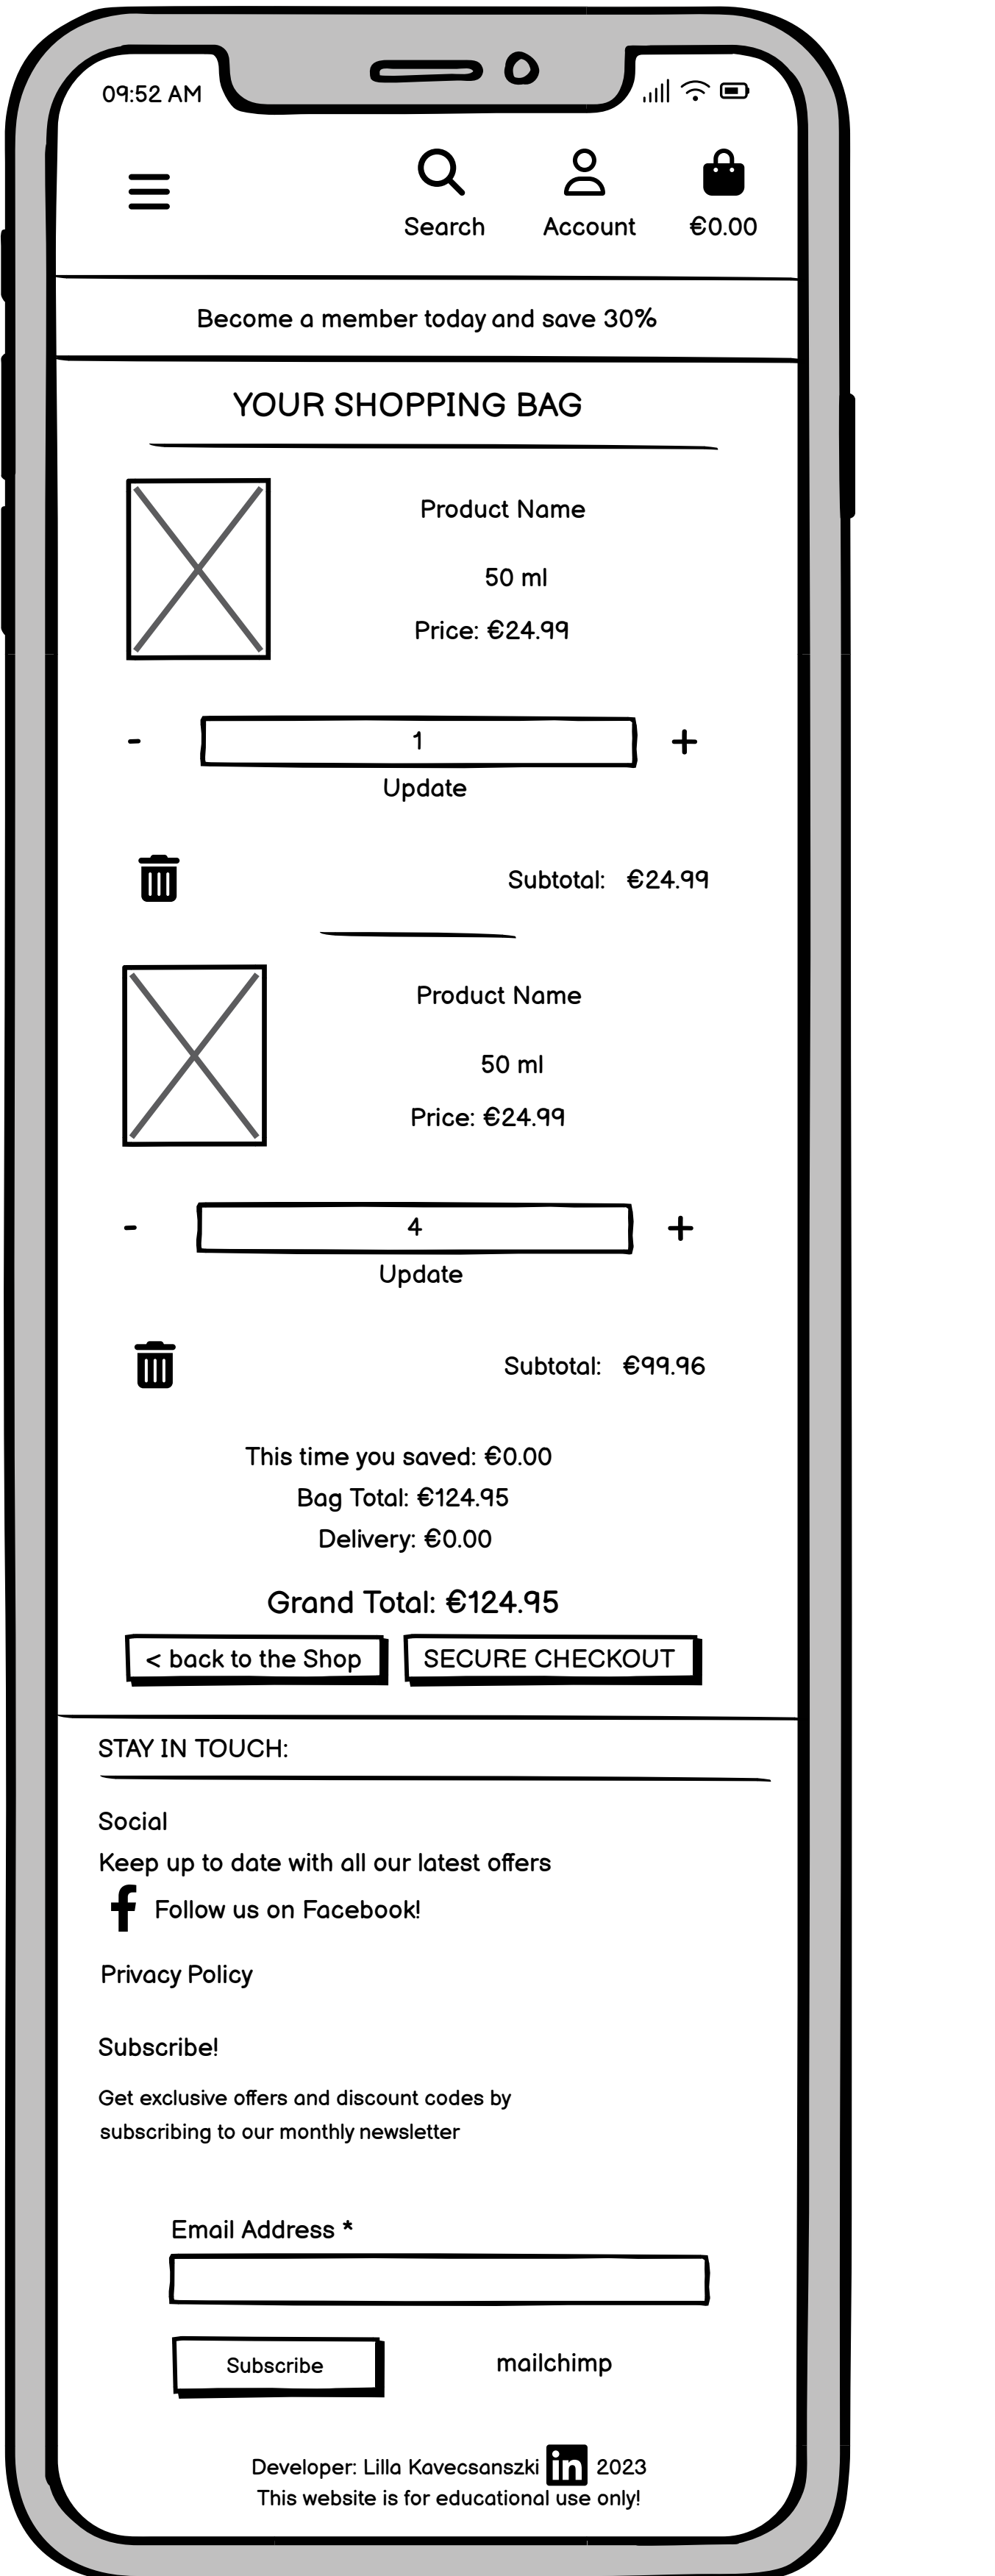 09:52 AM
Search Account €0.00
Become a member today and save 30%
YOUR SHOPPING BAG
Product Name
50 ml
Price: €24.99
- 1 +
Update
Subtotal: €24.99
Product Name
50 ml
Price: €24.99
- 4 +
Update
Subtotal: €99.96
This time you saved: €0.00
Bag Total: €124.95
Delivery: €0.00
Grand Total: €124.95
< back to the Shop SECURE CHECKOUT
STAY IN TOUCH:
Social
Keep up to date with all our latest offers
f Follow us on Facebook!
Privacy Policy
Subscribe!
Get exclusive offers and discount codes by
subscribing to our monthly newsletter
Email Address *
Subscribe mailchimp
Developer: Lilla Kavecsanszki in 2023
This website is for educational use only!